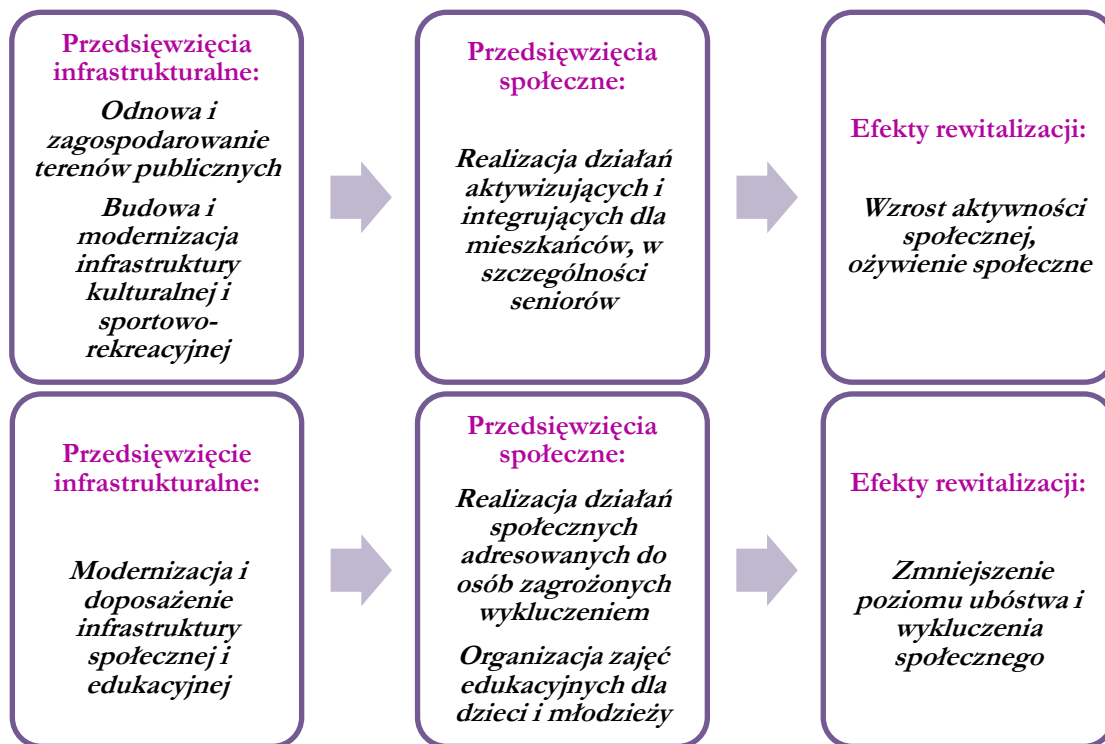 Przedsięwzięcia
infrastrukturalne:
Odnowa i
zagospodarowanie
terenów publicznych
Budowa i
modernizacja
infrastruktury
kulturalnej i
sportowo-
rekreacyjnej
Przedsięwzięcia
społeczne:
Realizacja działań
aktywizujących i
integrujących dla
mieszkańców, w
szczególności
seniorów
Efekty rewitalizacji:
Wzrost aktywności
społecznej,
ożywienie społeczne
Przedsięwzięcie
infrastrukturalne:
Modernizacja i
doposażenie
infrastruktury
społecznej i
edukacyjnej
Przedsięwzięcia
społeczne:
Realizacja działań
społecznych
adresowanych do
osób zagrożonych
wykluczeniem
Organizacja zajęć
edukacyjnych dla
dzieci i młodzieży
Efekty rewitalizacji:
Zmniejszenie
poziomu ubóstwa i
wykluczenia
społecznego